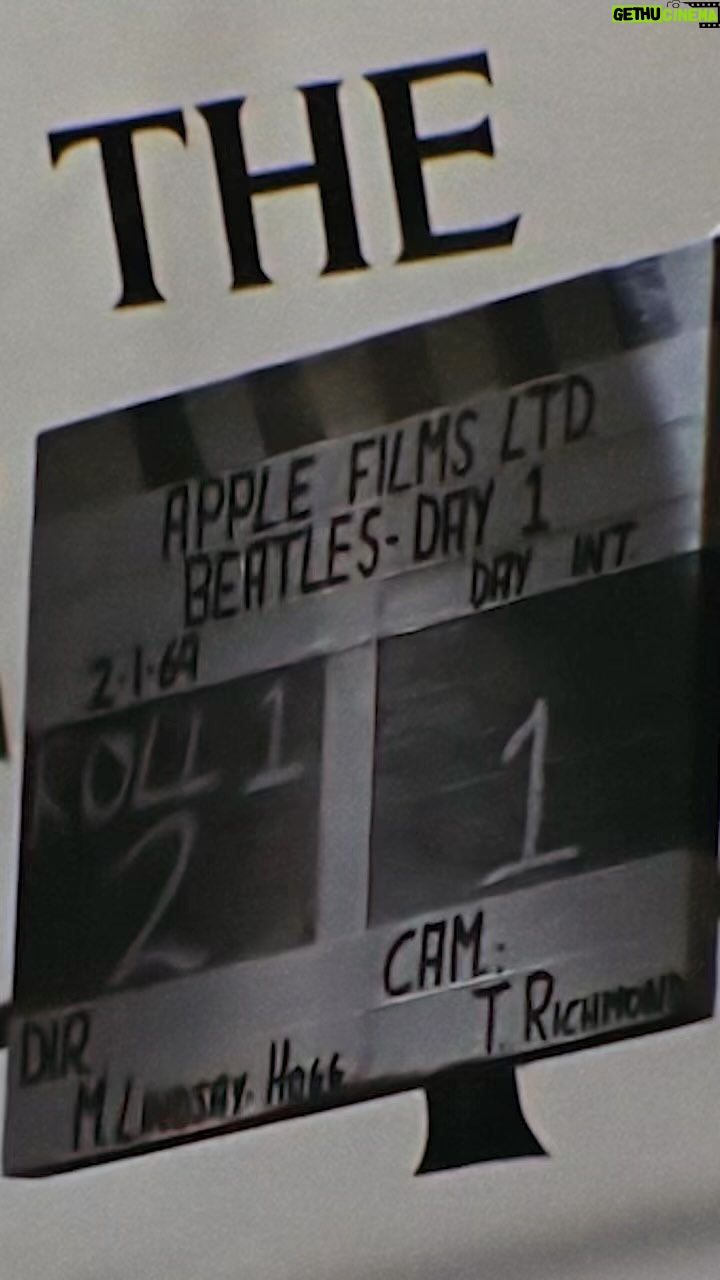 GETHUCINEMA
THE
APPLE FILMS LTD
BEATLES-DAY 1
DAY INT.
2.1.69
ROLL 1
2
1
CAM:
T. RICHMOND
DIR
M. LINDSAY-HOGG
T